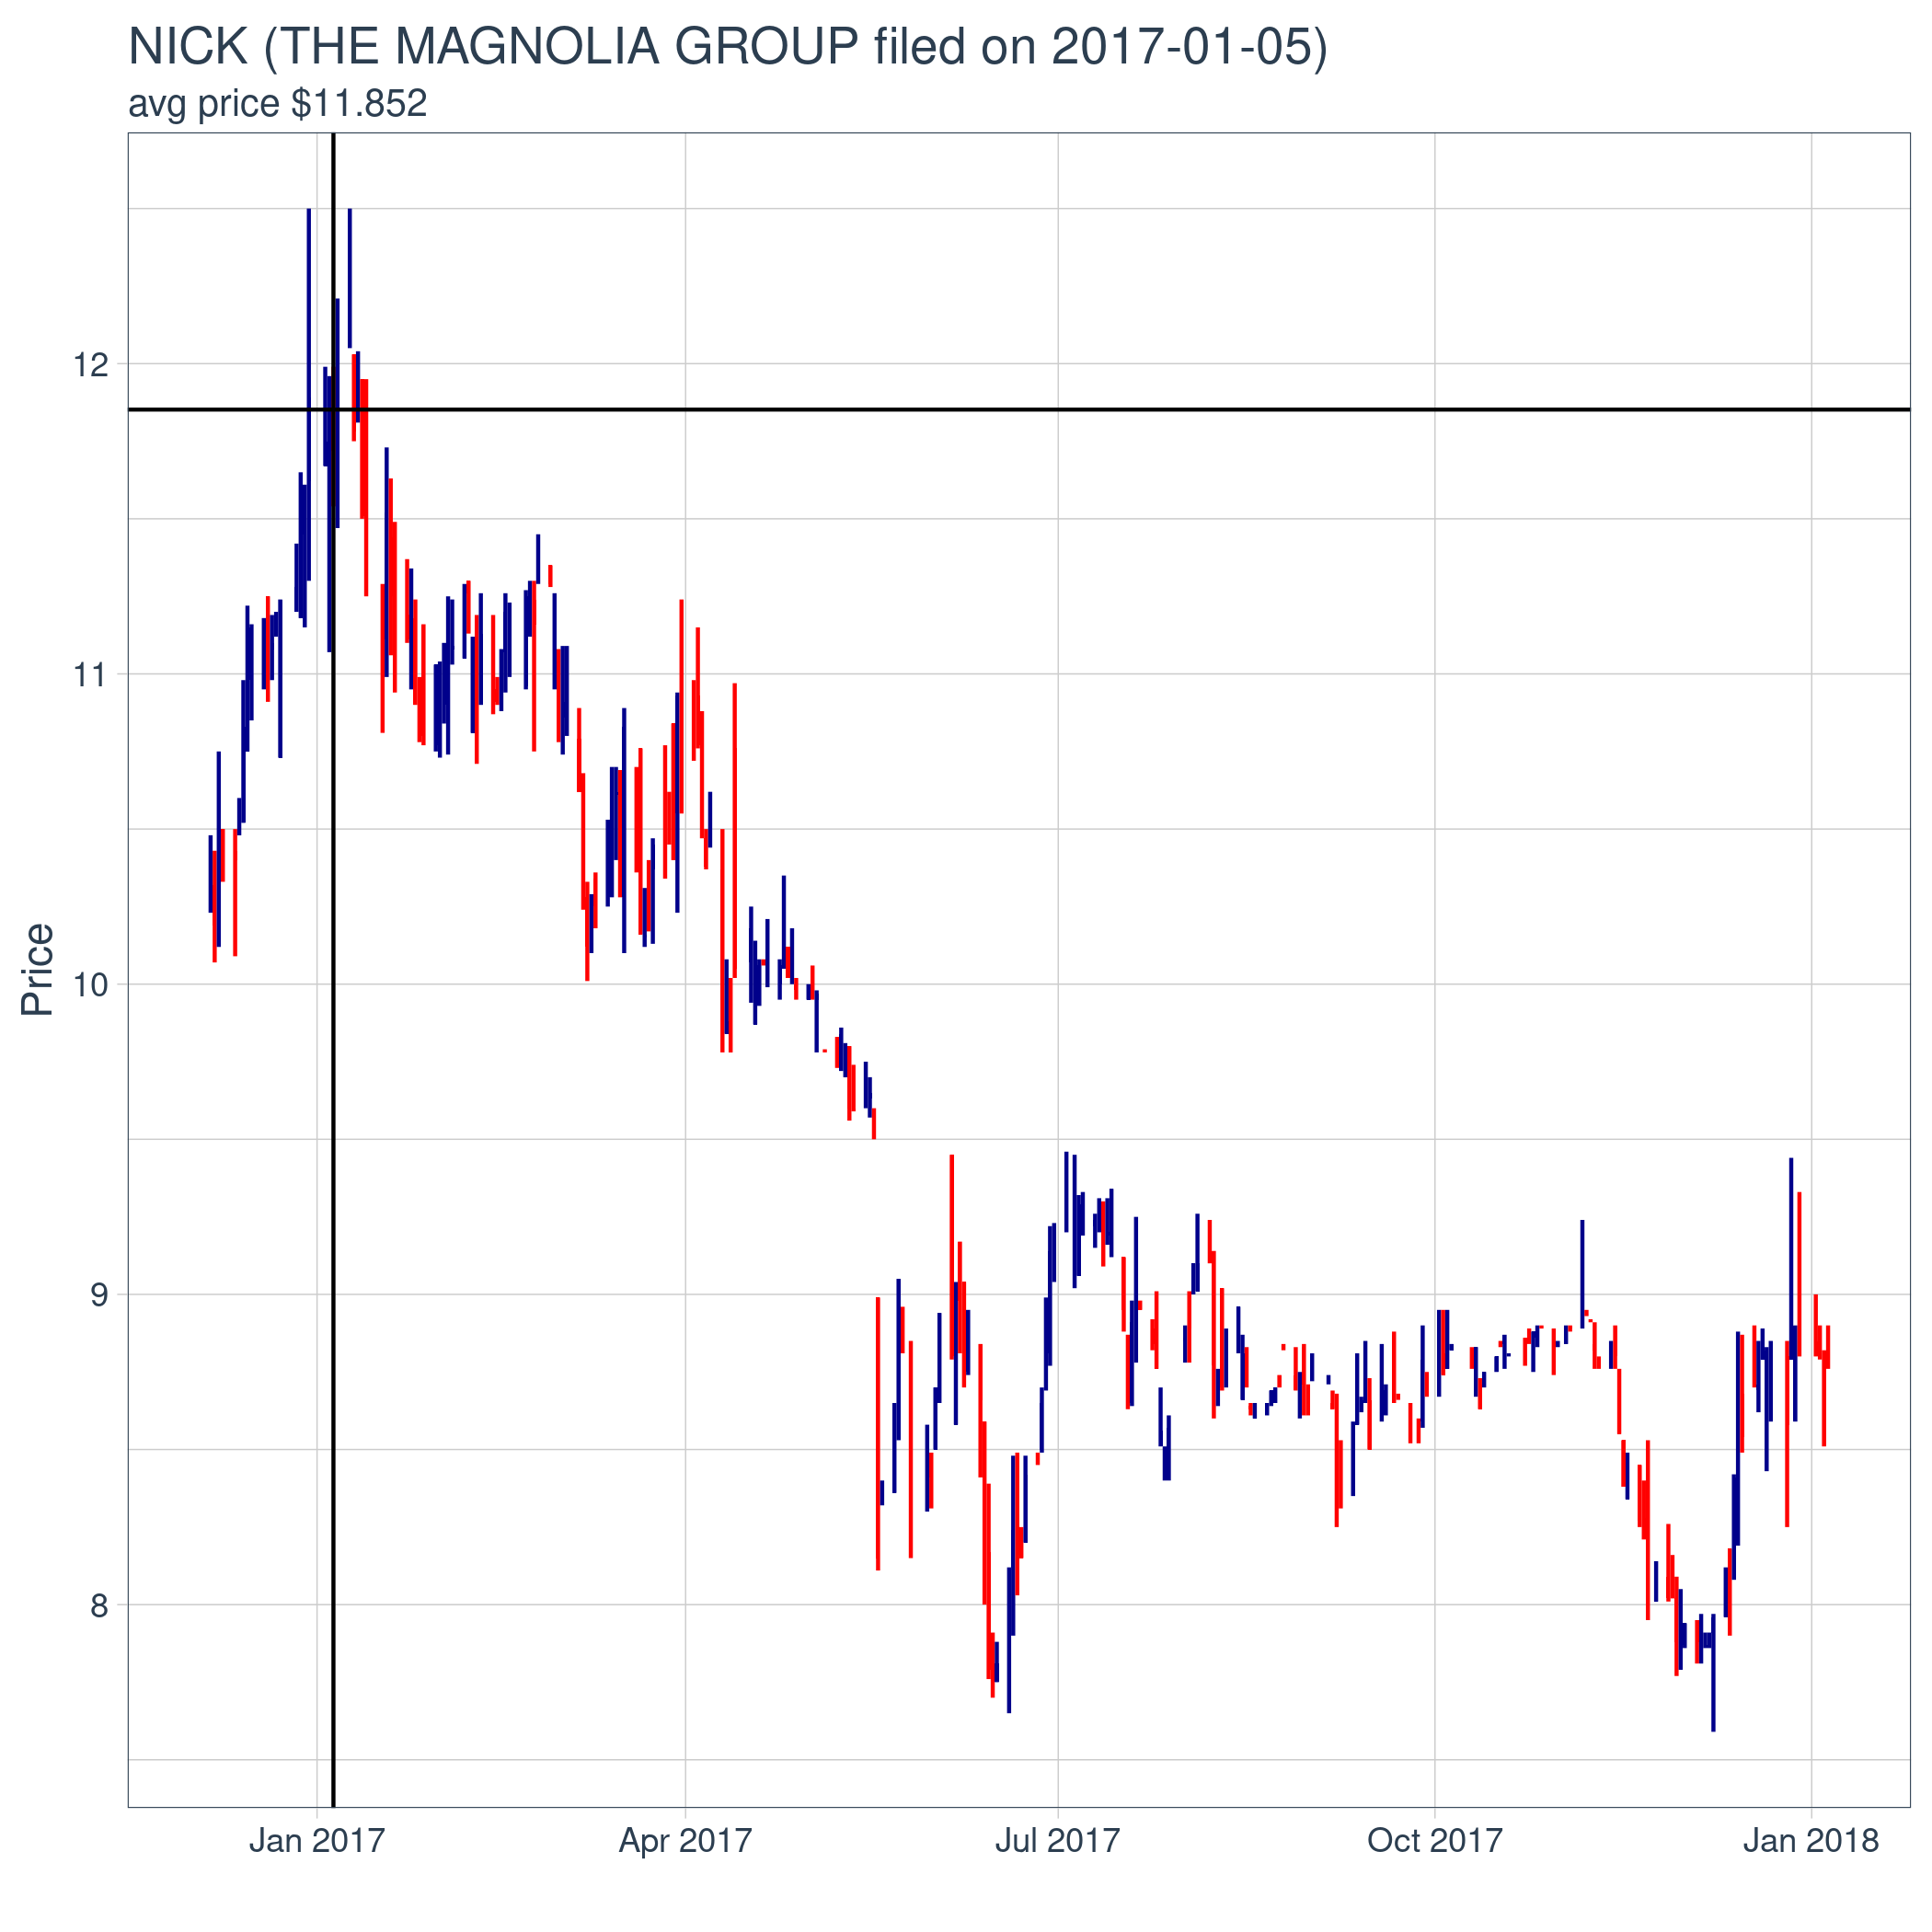 NICK (THE MAGNOLIA GROUP filed on 2017-01-05)
avg price $11.852
Price
12
11
10
9
8
Jan 2017
Apr 2017
Jul 2017
Oct 2017
Jan 2018